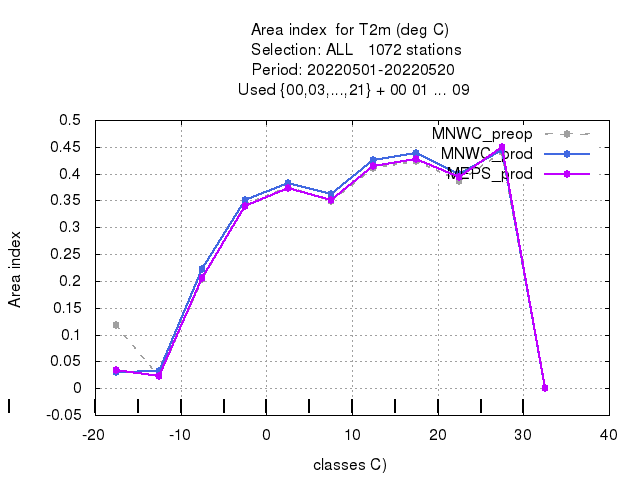 Area index  for T2m (deg C)
Selection: ALL   1072 stations
Period: 20220501-20220520
Used {00,03,...,21} + 00 01 ... 09
MNWC_preop
MNWC_prod
MEPS_prod
0.5
0.45
0.4
0.35
0.3
0.25
0.2
0.15
0.1
0.05
0
-0.05
Area index
-20 -10 0 10 20 30 40
classes C)